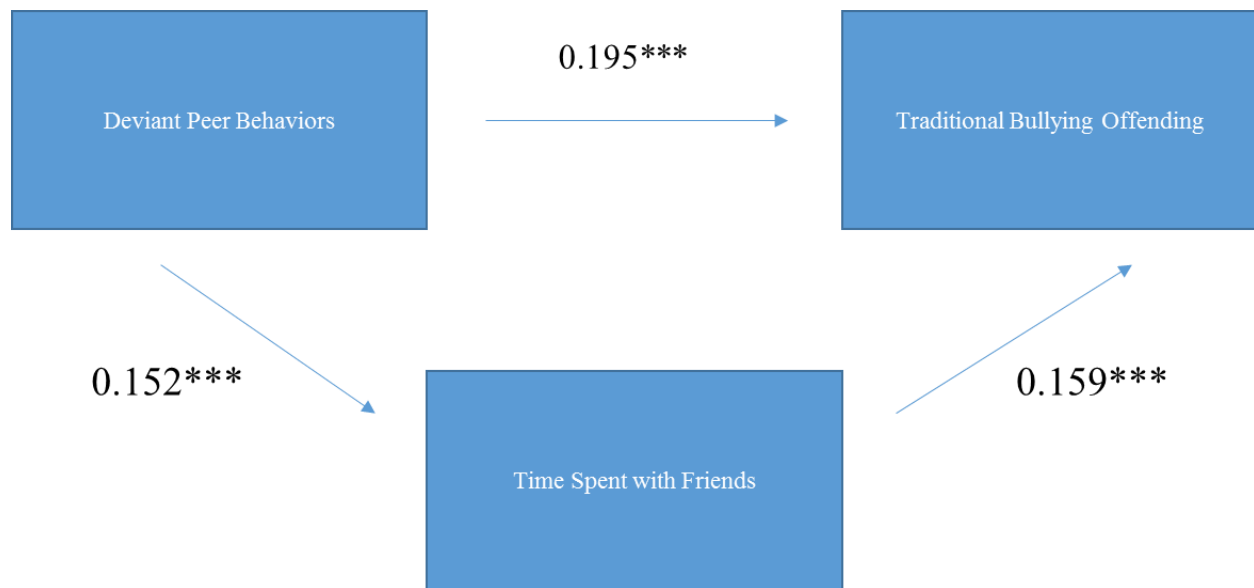 0.195***
Deviant Peer Behaviors
Traditional Bullying Offending
0.152***
0.159***
Time Spent with Friends